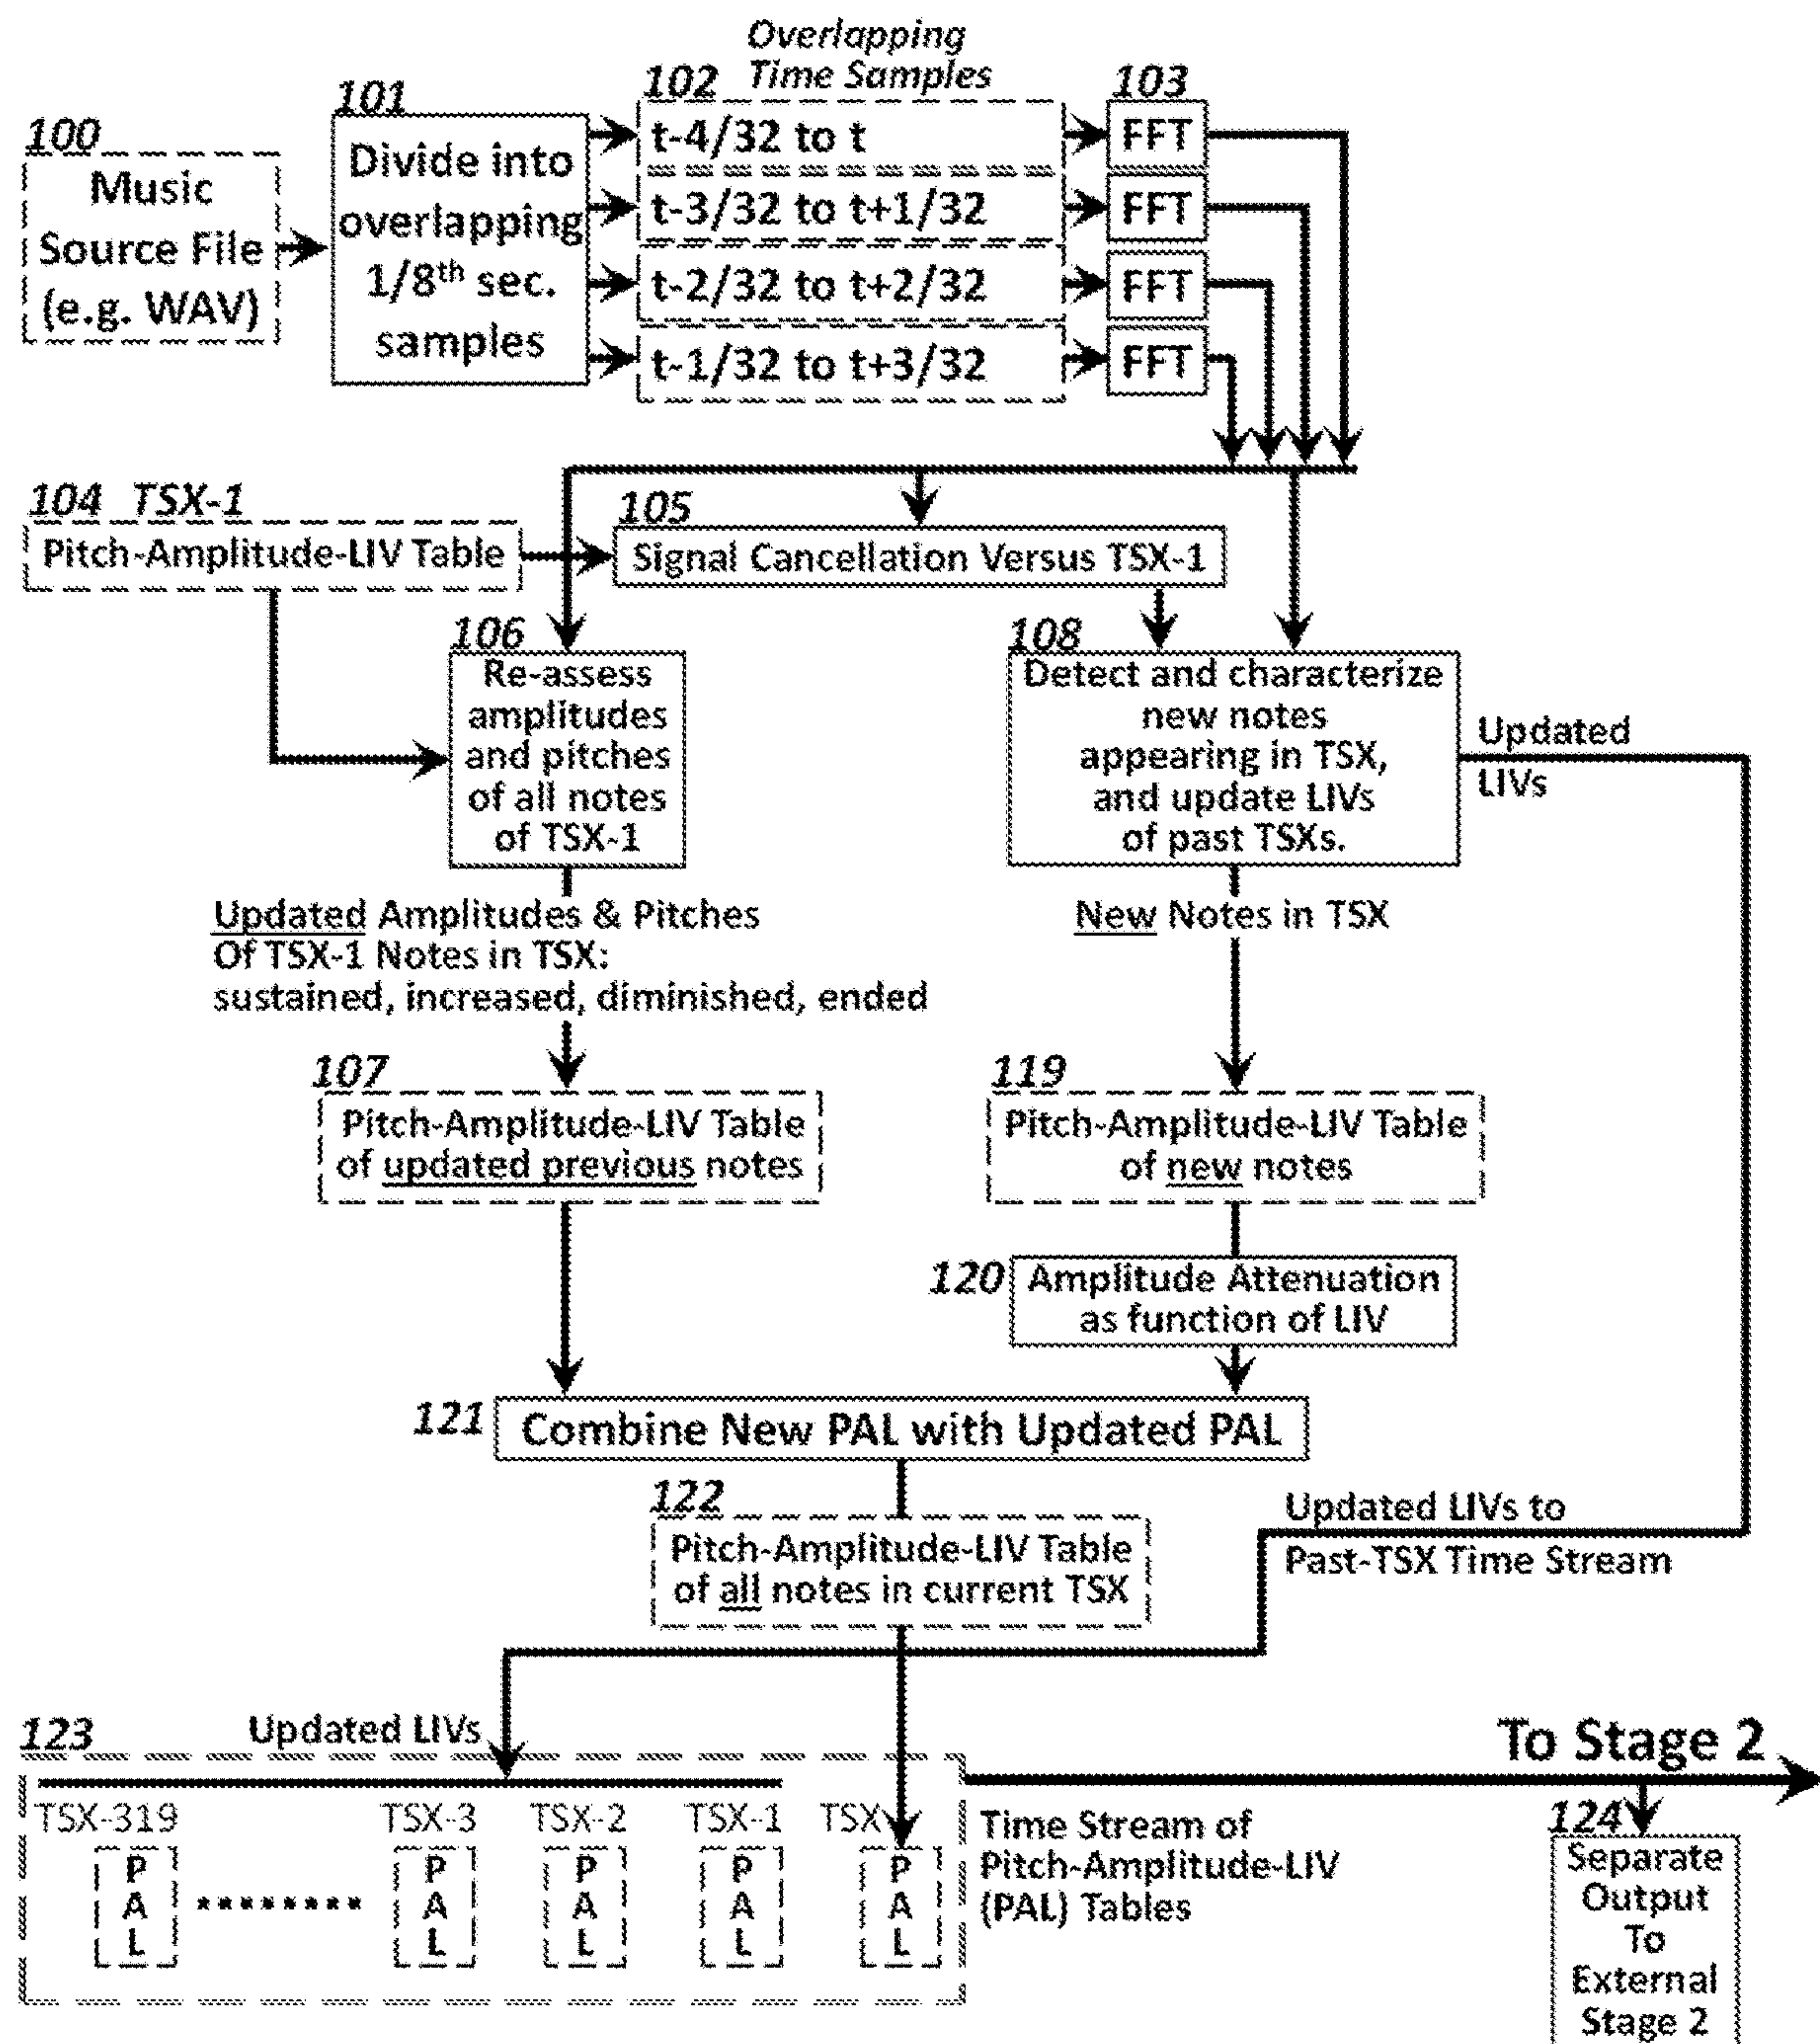 100
Music
Source File
(e.g. WAV)
101
Divide into
overlapping
1/8th sec.
samples
Overlapping
Time Samples
102
t-4/32 to t
t-3/32 to t+1/32
t-2/32 to t+2/32
t-1/32 to t+3/32
103
FFT
FFT
FFT
FFT
104 TSX-1
Pitch-Amplitude-LIV Table
105
Signal Cancellation Versus TSX-1
106
Re-assess
amplitudes
and pitches
of all notes
of TSX-1
108
Detect and characterize
new notes
appearing in TSX,
and update LIVs
of past TSXs.
Updated
LIVs
Updated Amplitudes & Pitches
Of TSX-1 Notes in TSX:
sustained, increased, diminished, ended
New Notes in TSX
107
Pitch-Amplitude-LIV Table
of updated previous notes
119
Pitch-Amplitude-LIV Table
of new notes
120
Amplitude Attenuation
as function of LIV
121
Combine New PAL with Updated PAL
122
Pitch-Amplitude-LIV Table
of all notes in current TSX
Updated LIVs to
Past-TSX Time Stream
123
Updated LIVs
TSX-319
TSX-3
TSX-2
TSX-1
TSX
P
A
L
P
A
L
P
A
L
P
A
L
P
A
L
To Stage 2
Time Stream of
Pitch-Amplitude-LIV
(PAL) Tables
124
Separate
Output
To
External
Stage 2